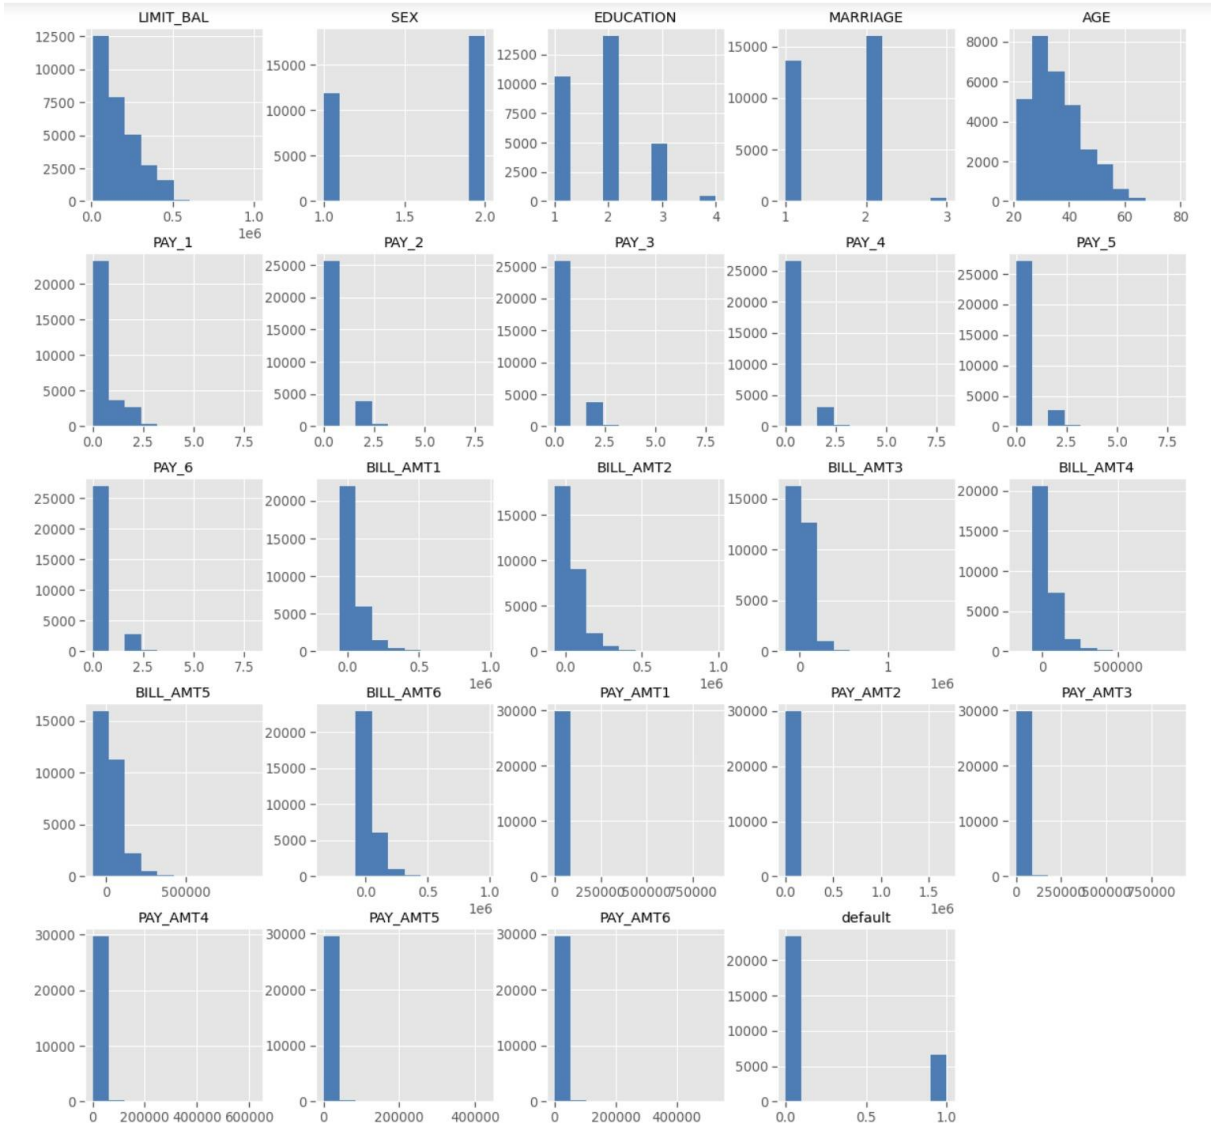 LIMIT_BAL SEX EDUCATION MARRIAGE AGE
12500 10000 7500 5000 2500 0
0.0 0.5 1.0
1e6
15000 10000 5000 0
1.0 1.5 2.0
12500 10000 7500 5000 2500 0
1 2 3 4
15000 10000 5000 0
1 2 3
8000 6000 4000 2000 0
20 40 60 80
PAY_1 PAY_2 PAY_3 PAY_4 PAY_5
20000 15000 10000 5000 0
0.0 2.5 5.0 7.5
25000 20000 15000 10000 5000 0
0.0 2.5 5.0 7.5
25000 20000 15000 10000 5000 0
0.0 2.5 5.0 7.5
25000 20000 15000 10000 5000 0
0.0 2.5 5.0 7.5
25000 20000 15000 10000 5000 0
0.0 2.5 5.0 7.5
PAY_6 BILL_AMT1 BILL_AMT2 BILL_AMT3 BILL_AMT4
25000 20000 15000 10000 5000 0
0.0 2.5 5.0 7.5
20000 15000 10000 5000 0
0.0 0.5 1.0
1e6
15000 10000 5000 0
0.0 0.5 1.0
1e6
15000 10000 5000 0
0 1
1e6
20000 15000 10000 5000 0
0 500000
BILL_AMT5 BILL_AMT6 PAY_AMT1 PAY_AMT2 PAY_AMT3
15000 10000 5000 0
0 500000
20000 15000 10000 5000 0
0.0 0.5 1.0
1e6
30000 20000 10000 0
0 250000 500000 750000
30000 20000 10000 0
0.0 0.5 1.0 1.5
1e6
30000 20000 10000 0
0 250000 500000 750000
PAY_AMT4 PAY_AMT5 PAY_AMT6 default
30000 20000 10000 0
0 200000 400000 600000
30000 20000 10000 0
0 200000 400000
30000 20000 10000 0
0 200000 400000
20000 15000 10000 5000 0
0.0 0.5 1.0